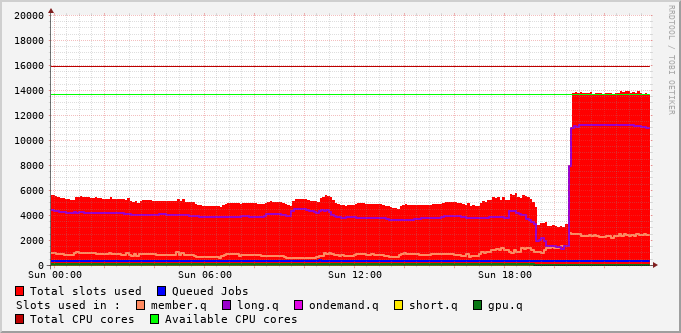 RRDTOOL / TOBI OETIKER
20000
18000
16000
14000
12000
10000
8000
6000
4000
2000
0
Sun 00:00 Sun 06:00 Sun 12:00 Sun 18:00
Total slots used Queued Jobs
Slots used in : member.q long.q ondemand.q short.q gpu.q
Total CPU cores Available CPU cores